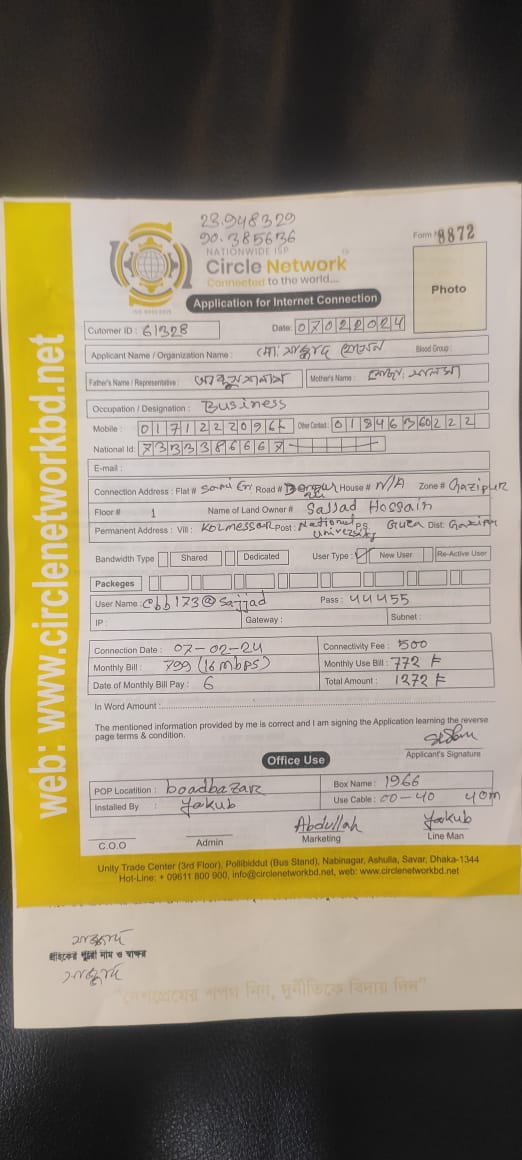 23.948329
90.385636
NATIONWIDE ISP
Circle Network
Connected to the world...
ISO 9001:2015
Form # 8872
Photo
Application for Internet Connection
Cutomer ID : 61328 Date: 07022024
Applicant Name / Organization Name : মোঃ সাজ্জাদ হোসেন Blood Group :
Father's Name / Representative : Mother's Name :
Occupation / Designation : Business
Mobile : Other Contact :
National Id :
E-mail :
Connection Address : Flat # Road # House # N/A Zone # Gazipur
Floor # 1 Name of Land Owner # Sajjad Hossain
Permanent Address : Vill : Post : National University P.S. Dist:
Bandwidth Type Shared Dedicated User Type : New User Re-Active User
Packeges
User Name : cbb173@sajjad Pass : 44455
IP : Gateway : Subnet :
Connection Date : 07-02-24 Connectivity Fee : 500
Monthly Bill : 799 (16 mbps) Monthly Use Bill : 772 ৳
Date of Monthly Bill Pay : 6 Total Amount : 1272 ৳
In Word Amount :
The mentioned information provided by me is correct and I am signing the Application learning the reverse
page terms & condition.
Applicant's Signature
Office Use
POP Locatition : boadbazar Box Name : 1966
Installed By : Yakub Use Cable : 00-40 40m
Abdullah Yakub
C.O.O Admin Marketing Line Man
Unity Trade Center (3rd Floor), Pollibiddut (Bus Stand), Nabinagar, Ashulia, Savar, Dhaka-1344
Hot-Line: + 09611 800 900, info@circlenetworkbd.net, web: www.circlenetworkbd.net
web: www.circlenetworkbd.net
সাজ্জাদ
গ্রাহকের পূর্ণ নাম ও স্বাক্ষর
সাজ্জাদ
"দেশপ্রেমের শপথ নিন, দুর্নীতিকে বিদায় দিন"